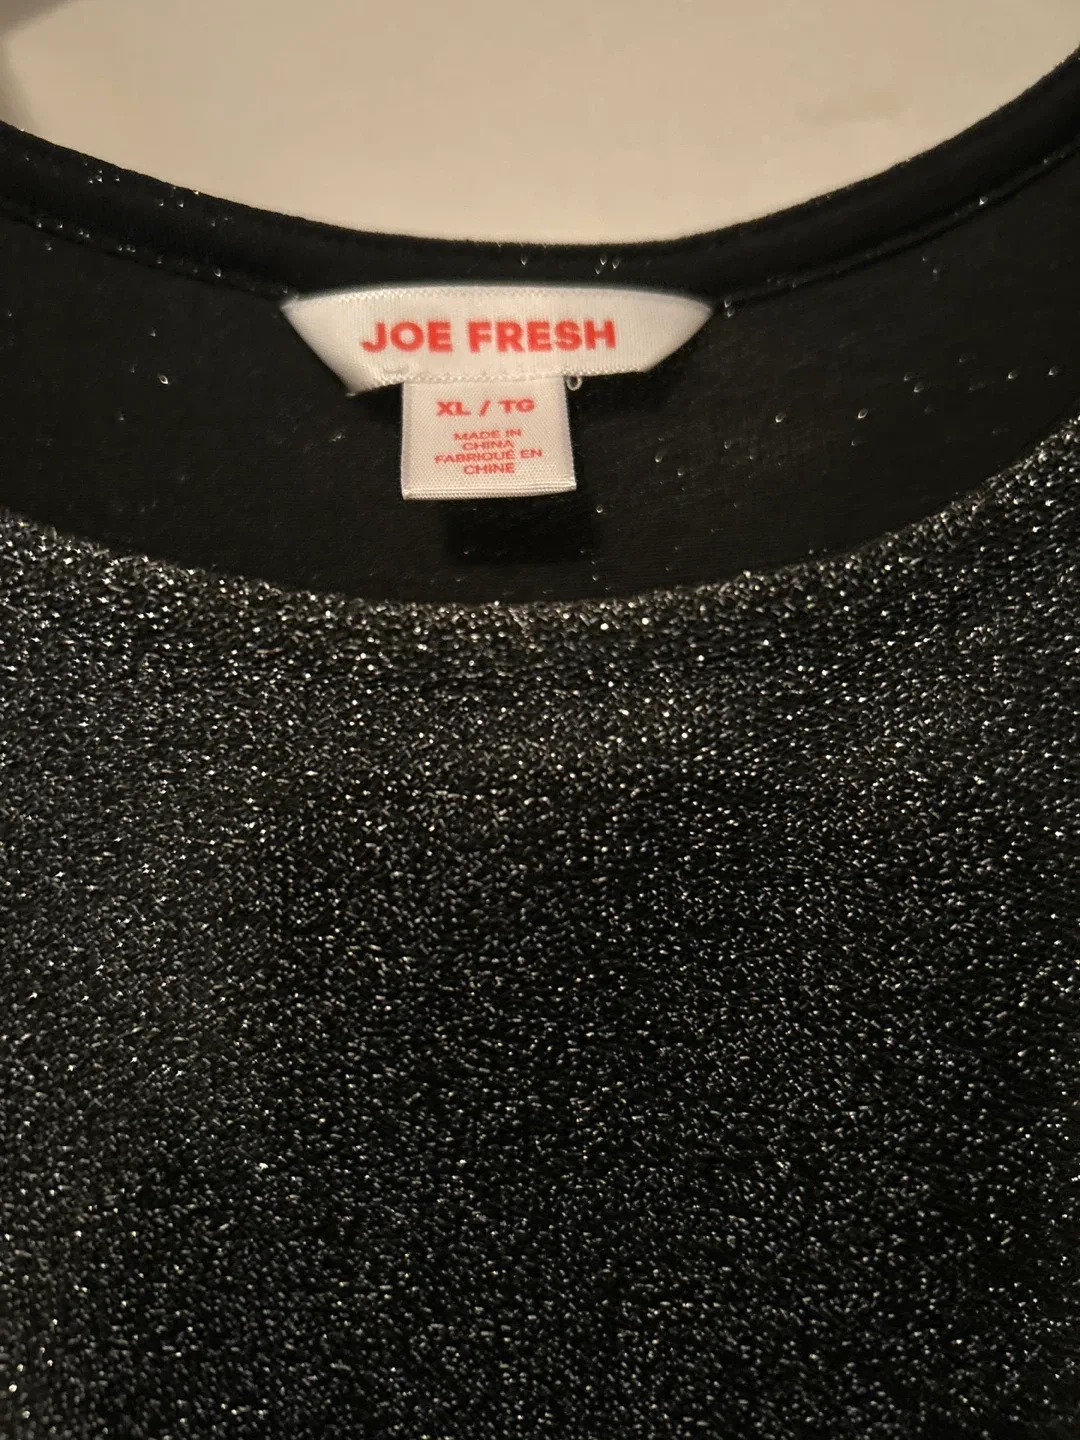 JOE FRESH
XL / TG
MADE IN
CHINA
FABRIQUÉ EN
CHINE